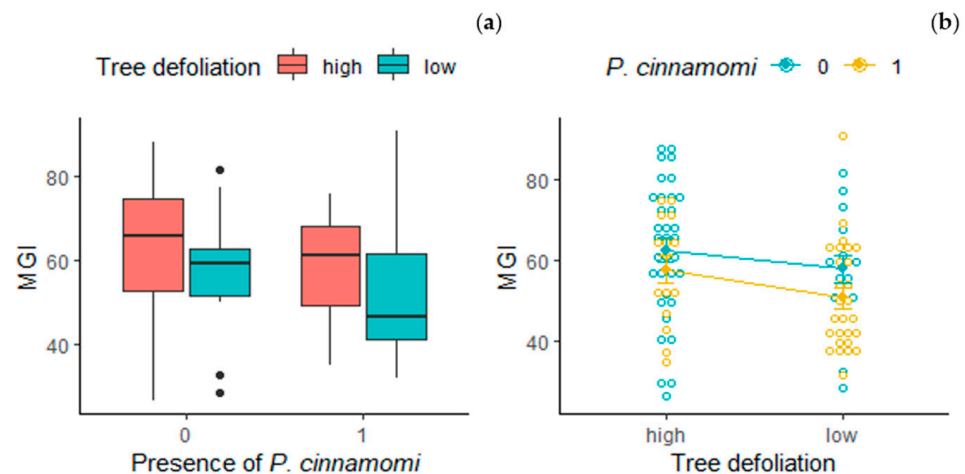 (a)
Tree defoliation high low
MGI
80
60
40
0 1
Presence of P. cinnamomi
(b)
P. cinnamomi 0 1
MGI
80
60
40
high low
Tree defoliation